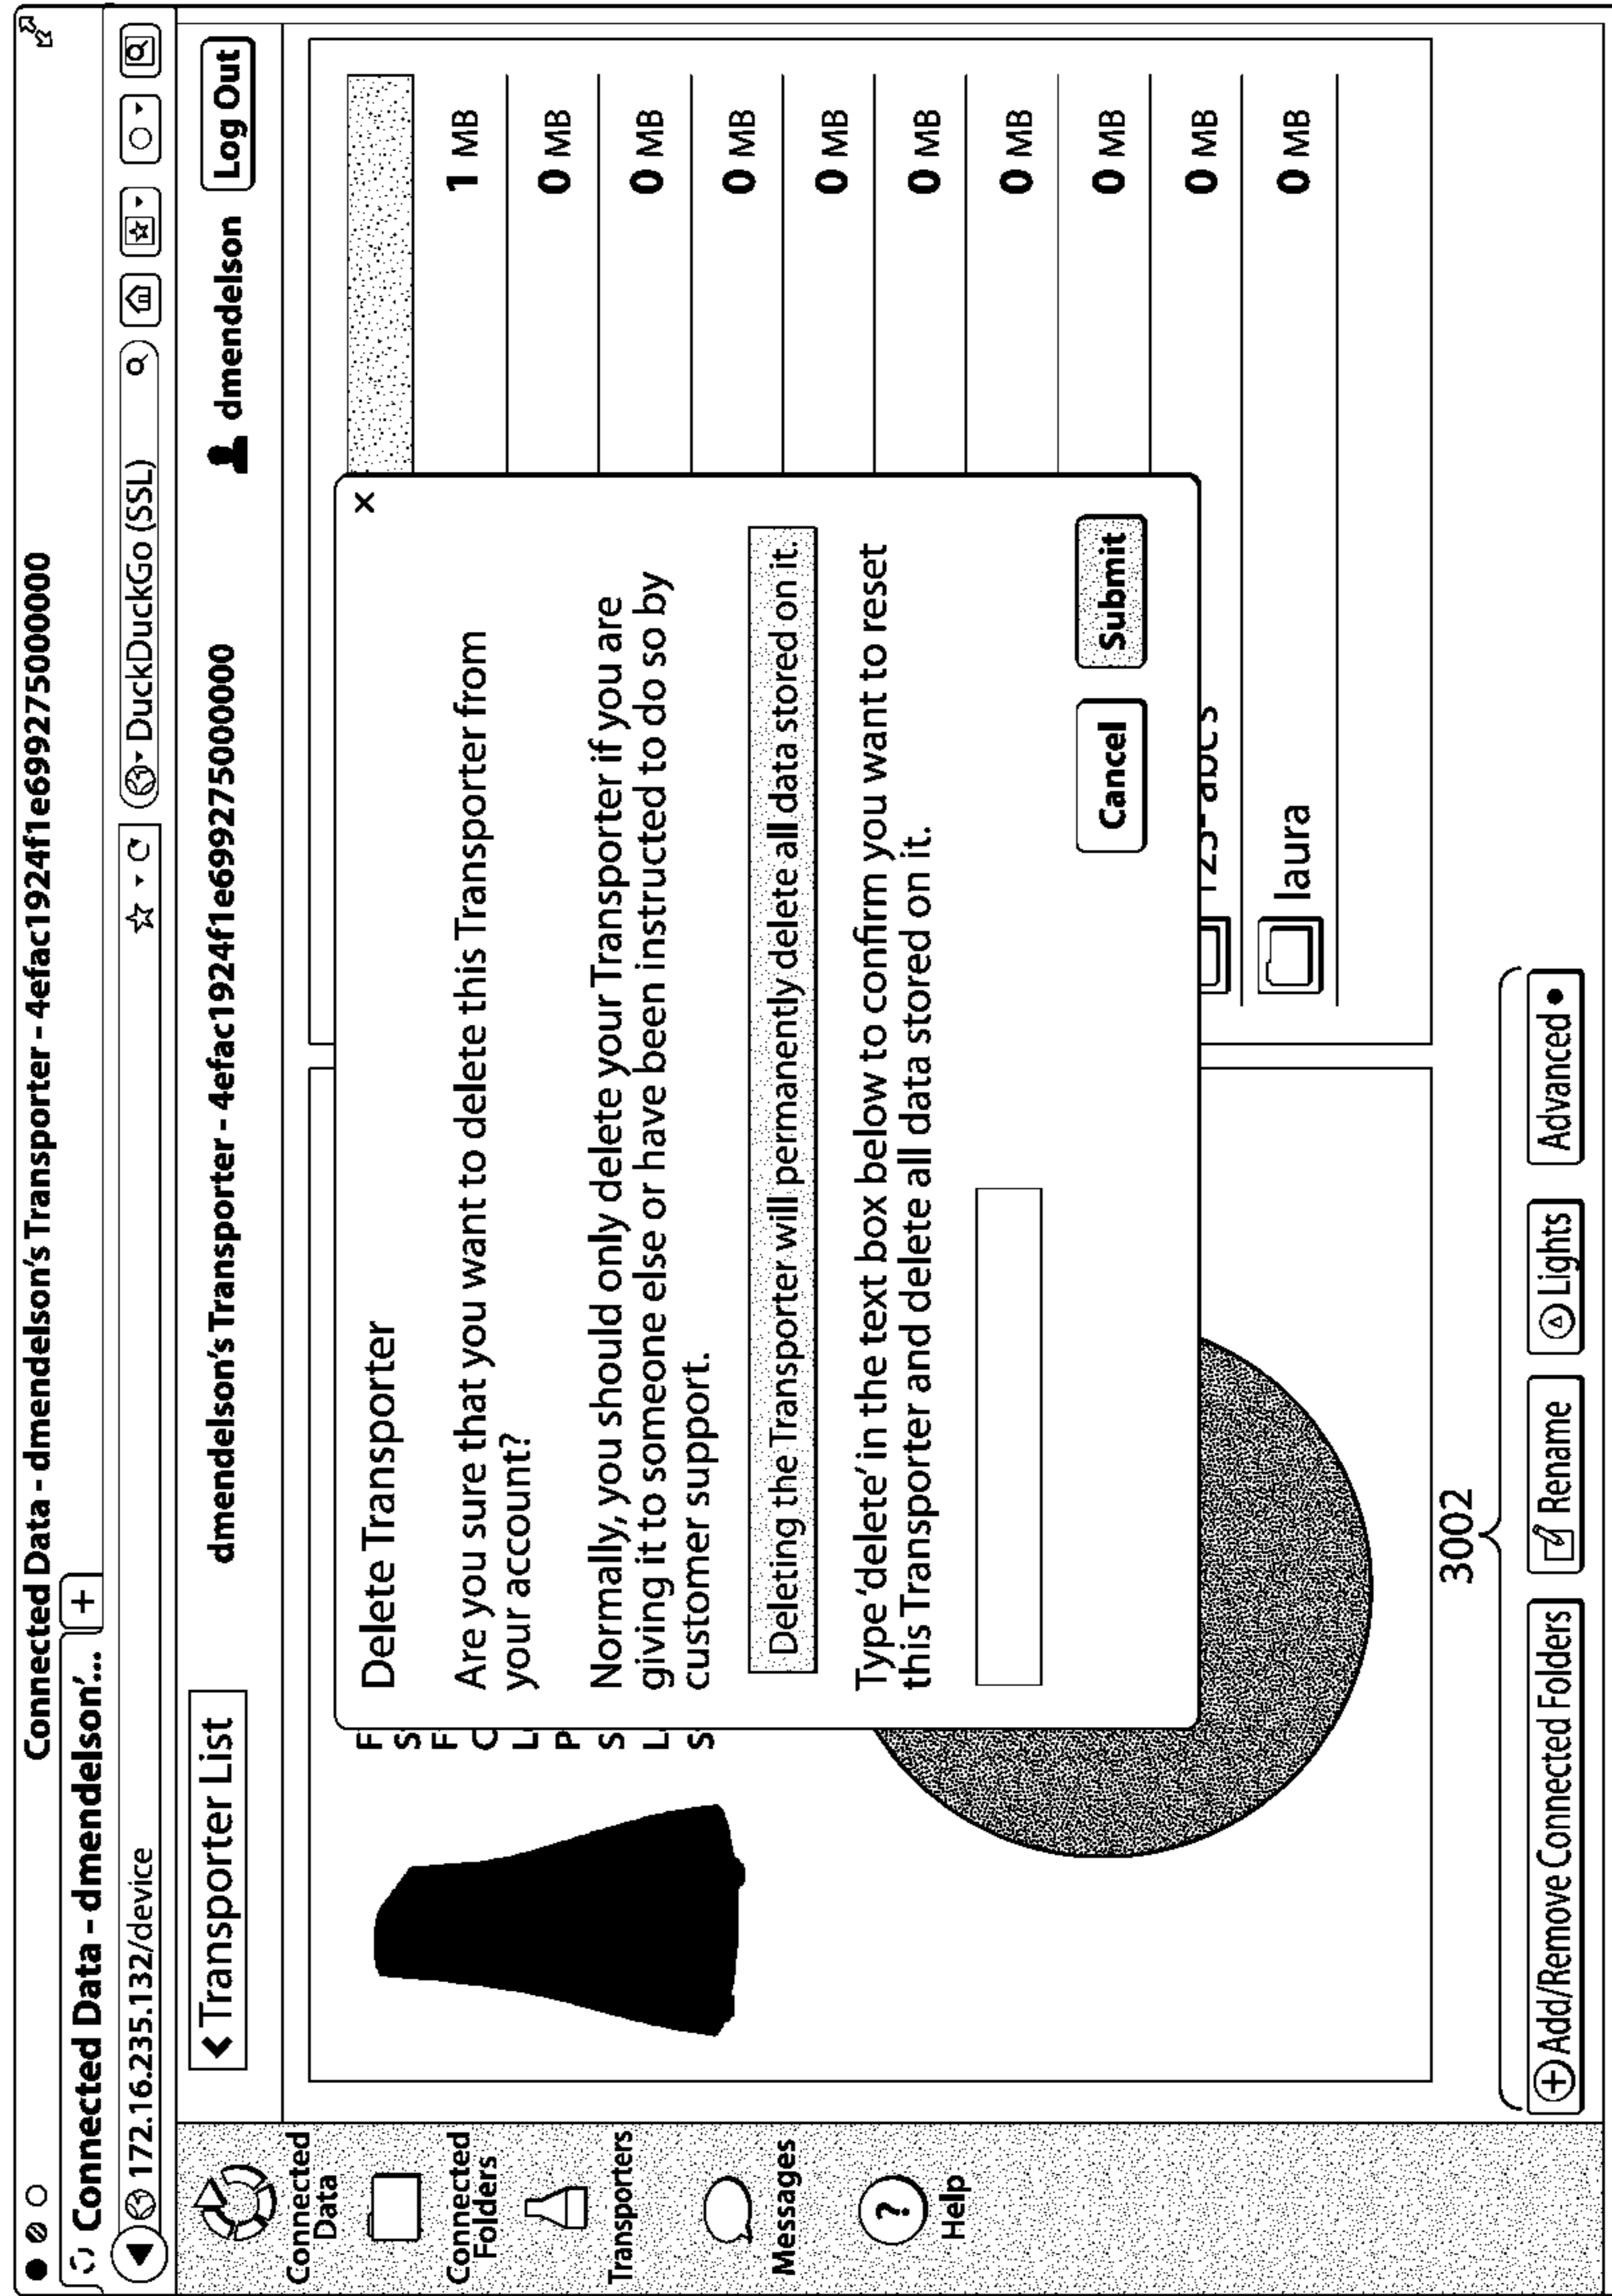 Connected Data - dmendelson's Transporter - 4efac1924f1e69927500000
Connected Data - dmendelson'... +
172.16.235.132/device
DuckDuckGo (SSL)
Transporter List
dmendelson's Transporter - 4efac1924f1e69927500000
dmendelson
Log Out
Connected
Data
Connected
Folders
Transporters
Messages
? Help
F
S
F
C
L
P
S
L
S
Delete Transporter
x
Are you sure that you want to delete this Transporter from
your account?
Normally, you should only delete your Transporter if you are
giving it to someone else or have been instructed to do so by
customer support.
Deleting the Transporter will permanently delete all data stored on it.
Type 'delete' in the text box below to confirm you want to reset
this Transporter and delete all data stored on it.
Cancel Submit
1 MB
0 MB
0 MB
0 MB
0 MB
0 MB
0 MB
0 MB
123-abcs 0 MB
laura 0 MB
3002
Add/Remove Connected Folders Rename Lights Advanced